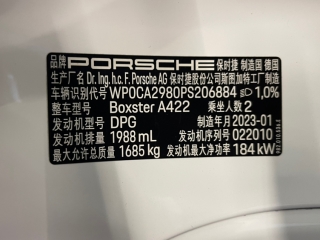 品牌 PORSCHE 保时捷 制造国 德国
生产厂名 Dr. Ing. h.c. F. Porsche AG 保时捷股份公司斯图加特工厂制造
车辆识别代号 WP0CA2980PS206884 1,0%
整车型号 Boxster A422 乘坐人数 2
发动机型号 DPG 制造年月 2023-01
发动机排量 1988 mL 发动机序列号 022010
最大允许总质量 1685 kg 发动机最大净功率 184 kW